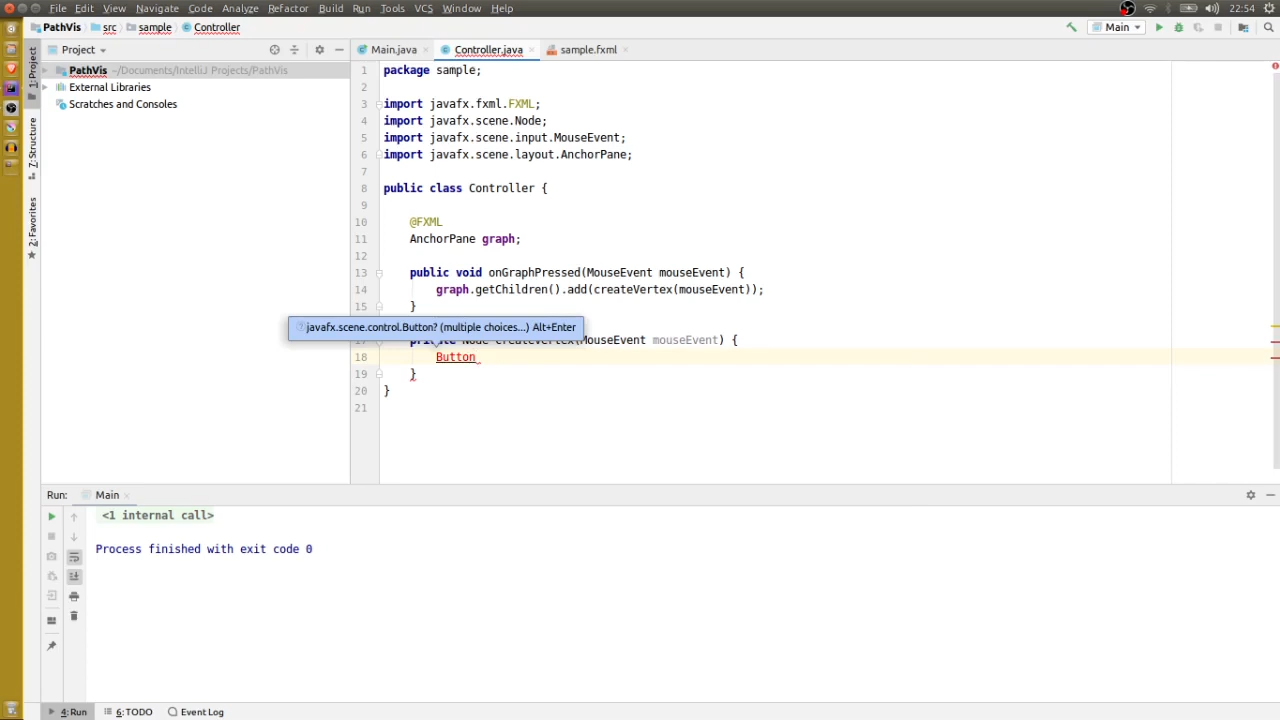 File Edit View Navigate Code Analyze Refactor Build Run Tools VCS Window Help 22:54
PathVis src sample Controller Main
Project Main.java Controller.java sample.fxml
PathVis ~/Documents/IntelliJ Projects/PathVis
External Libraries
Scratches and Consoles
1: Project
7: Structure
2: Favorites
1 package sample;
2
3 import javafx.fxml.FXML;
4 import javafx.scene.Node;
5 import javafx.scene.input.MouseEvent;
6 import javafx.scene.layout.AnchorPane;
7
8 public class Controller {
9
10 @FXML
11 AnchorPane graph;
12
13 public void onGraphPressed(MouseEvent mouseEvent) {
14 graph.getChildren().add(createVertex(mouseEvent));
15 }
javafx.scene.control.Button? (multiple choices...) Alt+Enter
17 private Node createVertex(MouseEvent mouseEvent) {
18 Button
19 }
20 }
21
Run: Main
<1 internal call>
Process finished with exit code 0
4: Run 6: TODO Event Log